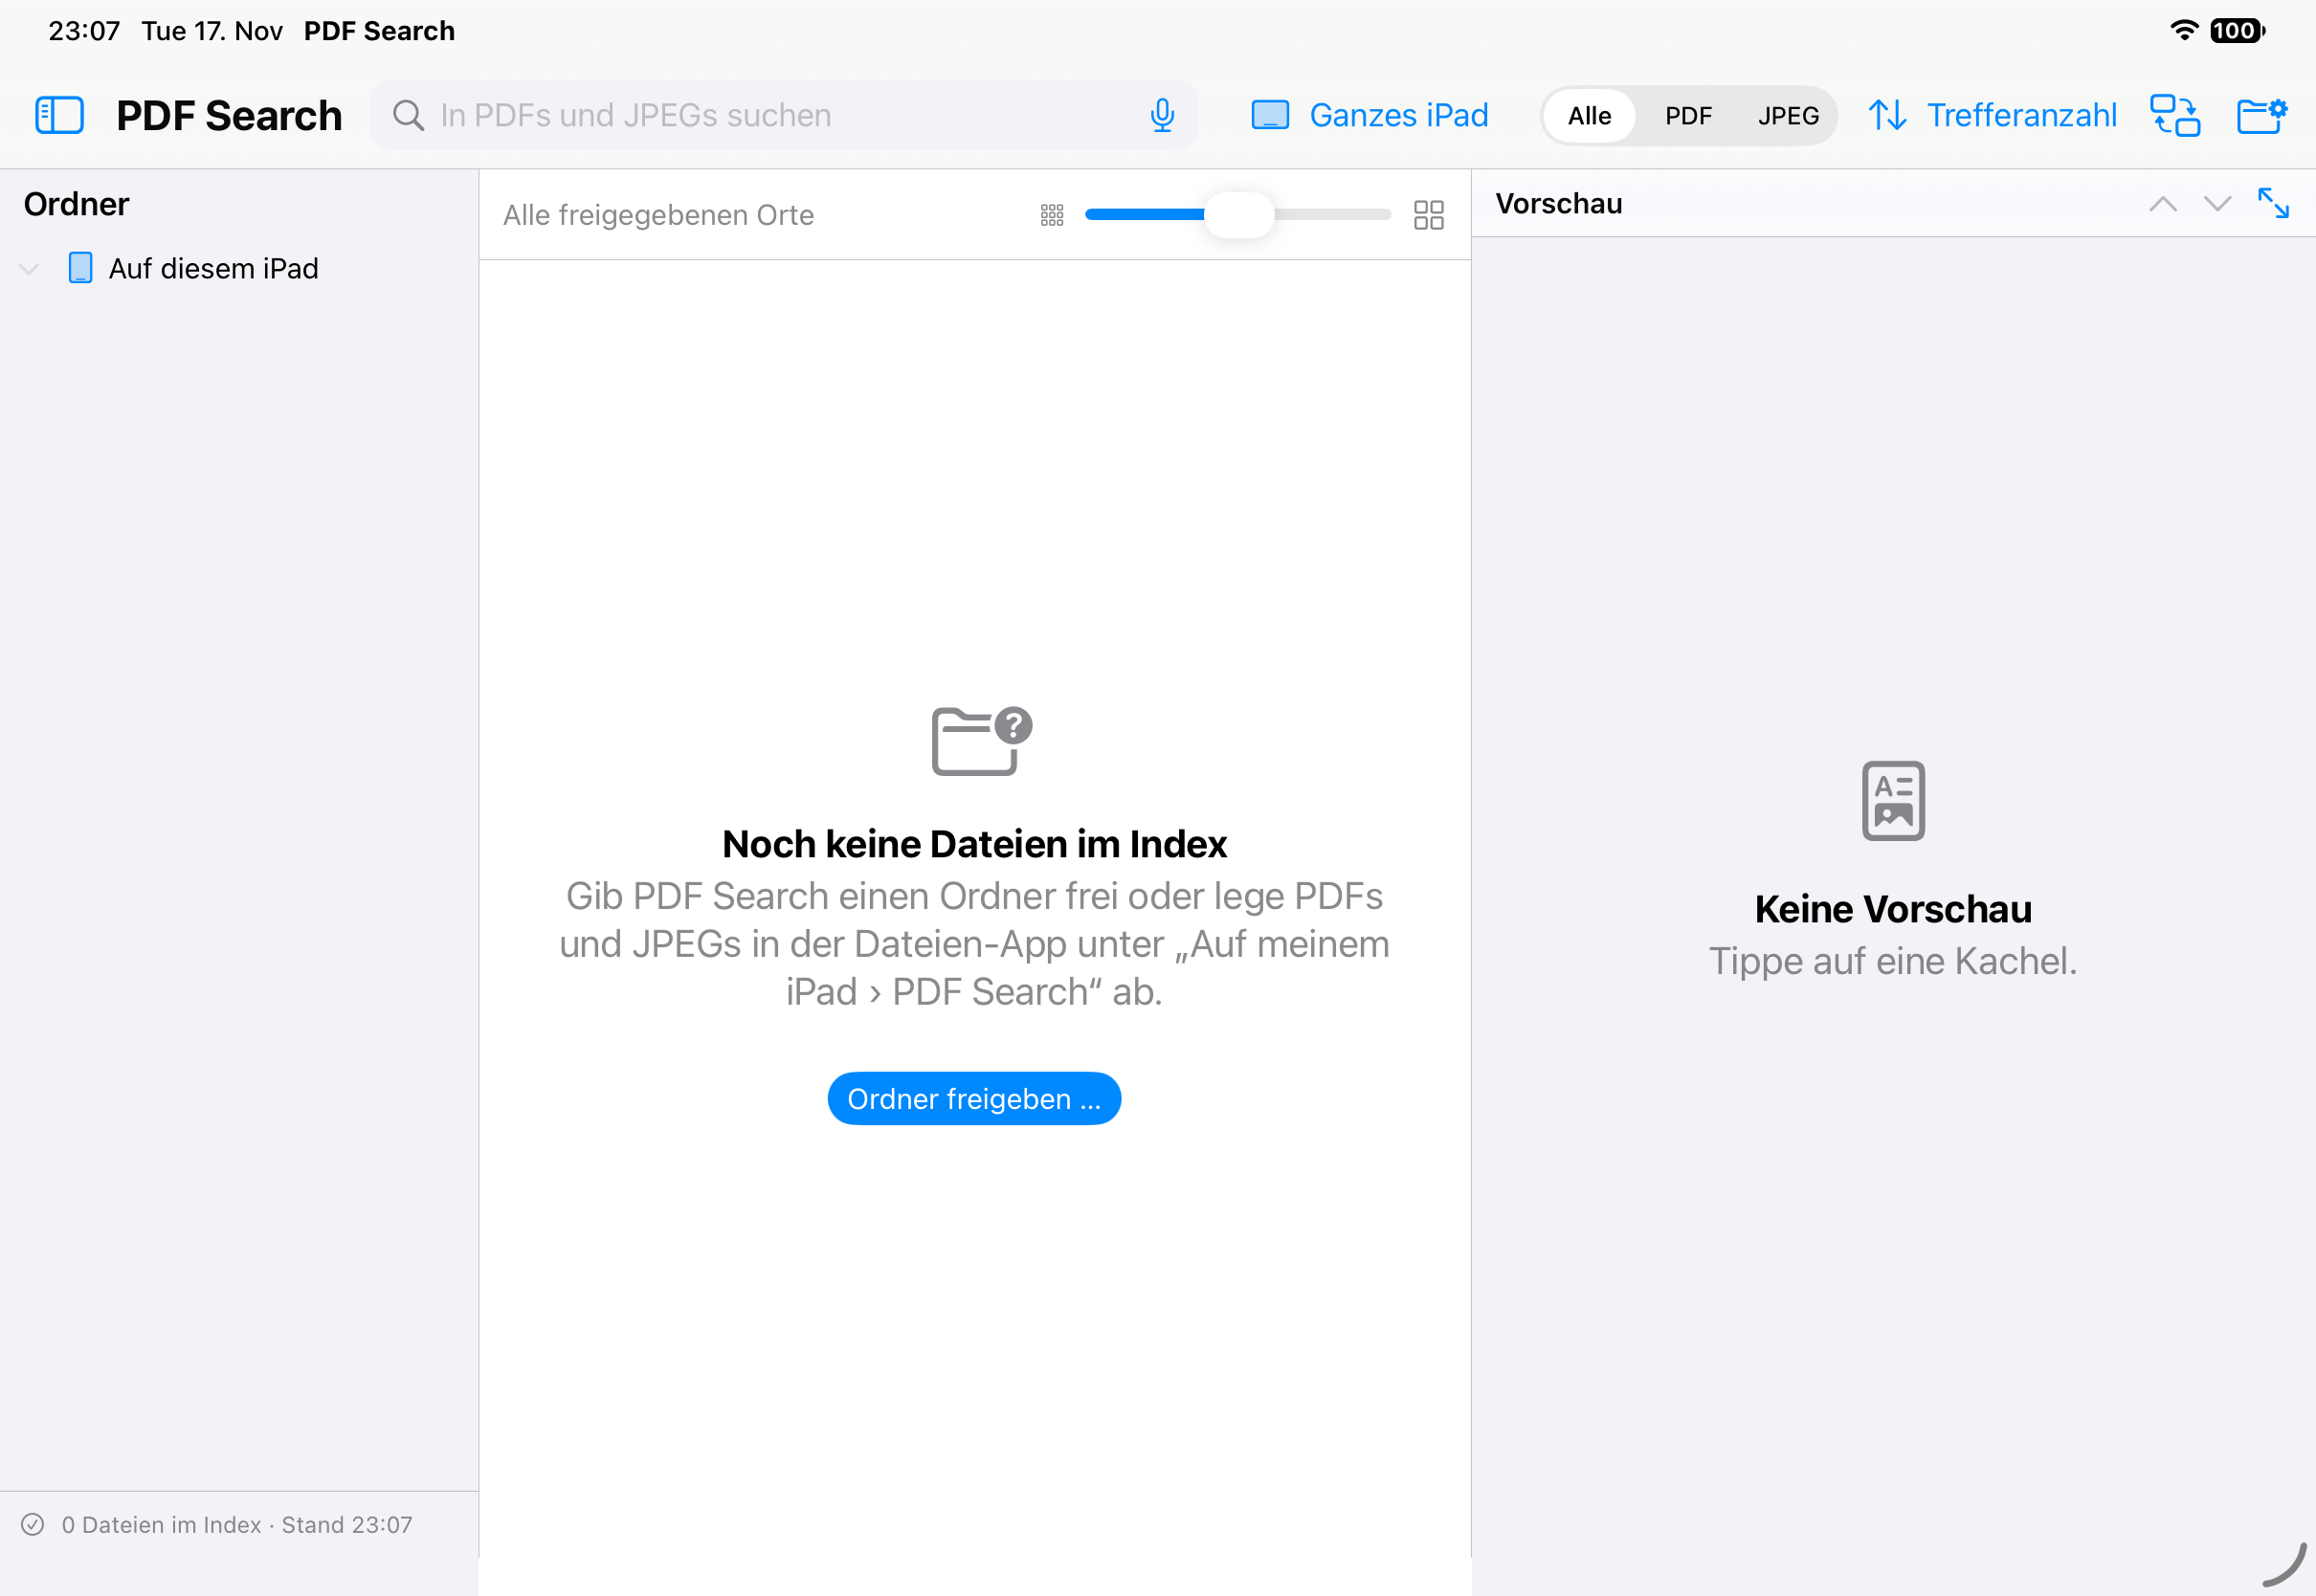 23:07 Tue 17. Nov PDF Search
100
PDF Search
In PDFs und JPEGs suchen
Ganzes iPad
Alle
PDF
JPEG
Trefferanzahl
Ordner
Auf diesem iPad
Alle freigegebenen Orte
Vorschau
?
Noch keine Dateien im Index
Gib PDF Search einen Ordner frei oder lege PDFs
und JPEGs in der Dateien-App unter „Auf meinem
iPad › PDF Search“ ab.
Ordner freigeben ...
A
Keine Vorschau
Tippe auf eine Kachel.
0 Dateien im Index · Stand 23:07